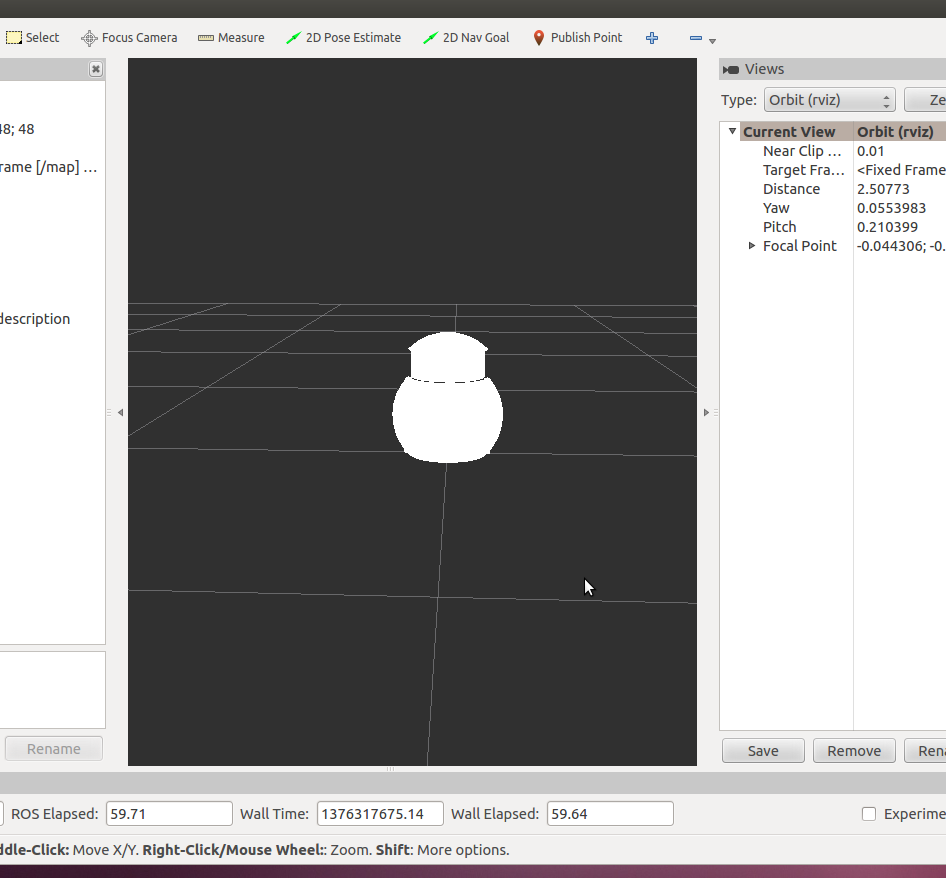 Select Focus Camera Measure 2D Pose Estimate 2D Nav Goal Publish Point
Views
Type: Orbit (rviz) Ze
48; 48
rame [/map] ...
description
Current View Orbit (rviz)
Near Clip ... 0.01
Target Fra... <Fixed Frame
Distance 2.50773
Yaw 0.0553983
Pitch 0.210399
Focal Point -0.044306; -0.
Rename
Save Remove Rena
ROS Elapsed: 59.71 Wall Time: 1376317675.14 Wall Elapsed: 59.64 Experime
ddle-Click: Move X/Y. Right-Click/Mouse Wheel:: Zoom. Shift: More options.